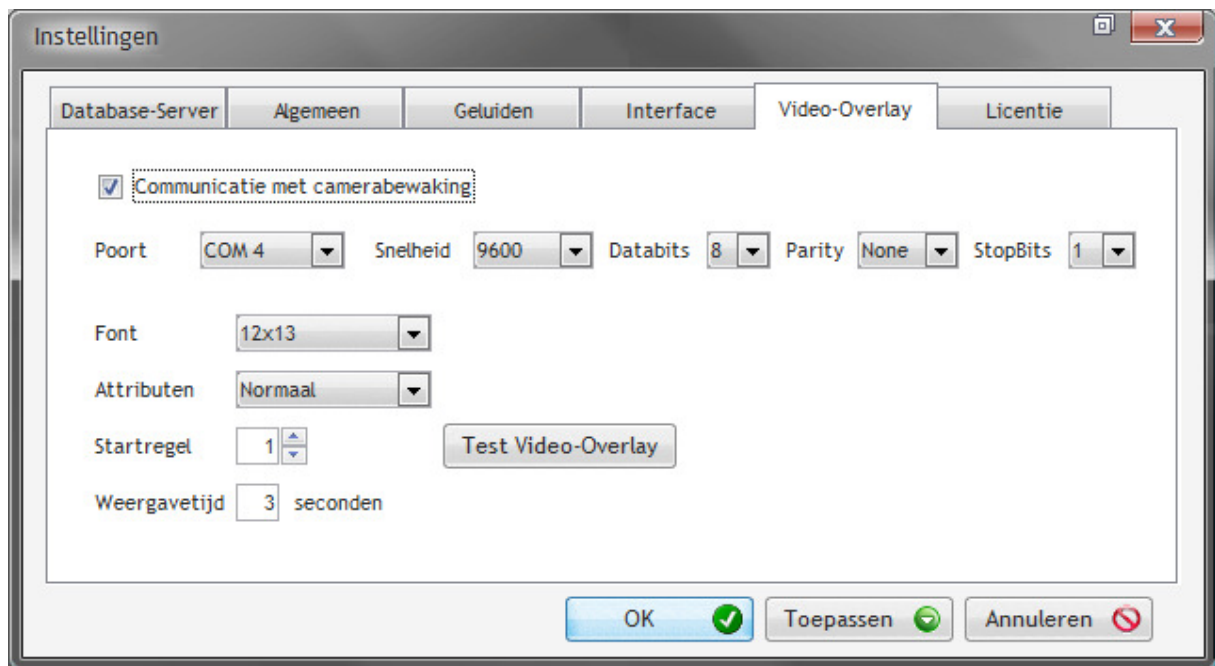 Instellingen
Database-Server Algemeen Geluiden Interface Video-Overlay Licentie
Communicatie met camerabewaking
Poort COM 4 Snelheid 9600 Databits 8 Parity None StopBits 1
Font 12x13
Attributen Normaal
Startregel 1 Test Video-Overlay
Weergavetijd 3 seconden
OK Toepassen Annuleren